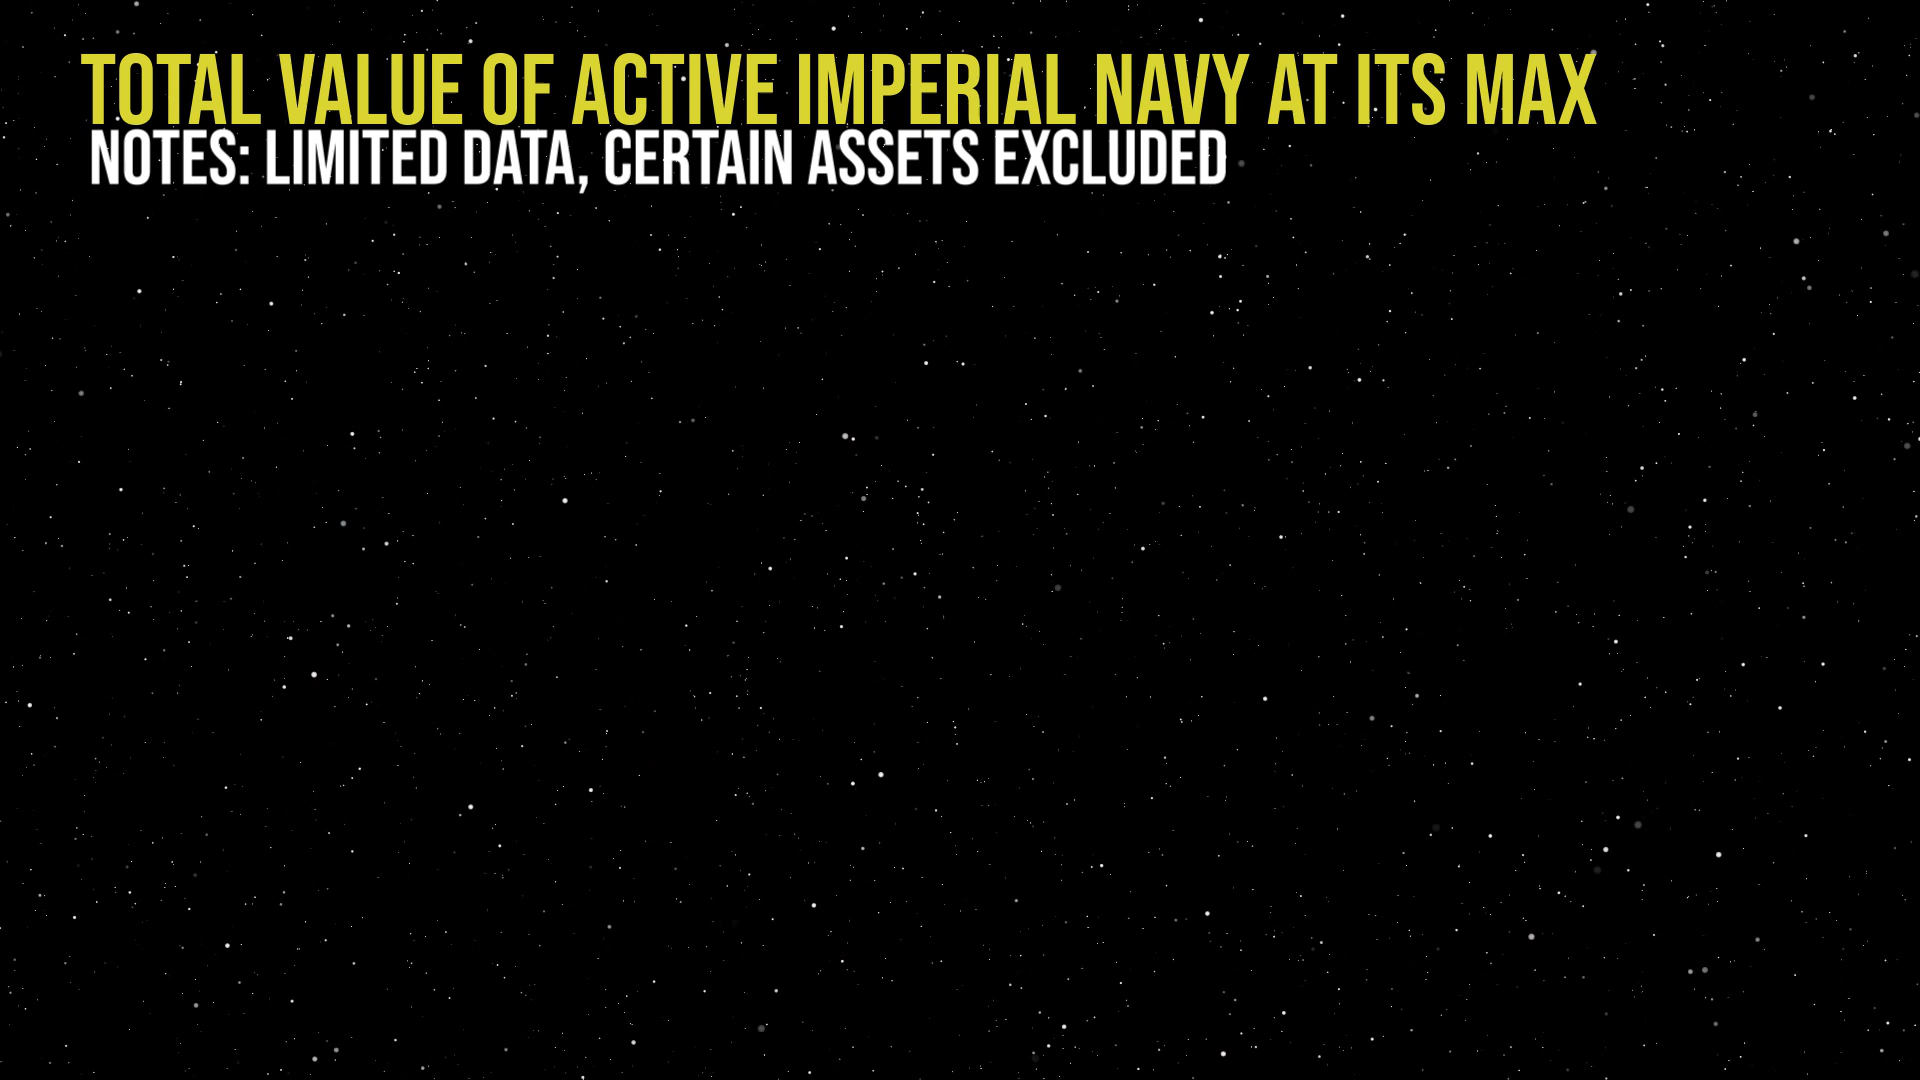 TOTAL VALUE OF ACTIVE IMPERIAL NAVY AT ITS MAX
NOTES: LIMITED DATA, CERTAIN ASSETS EXCLUDED